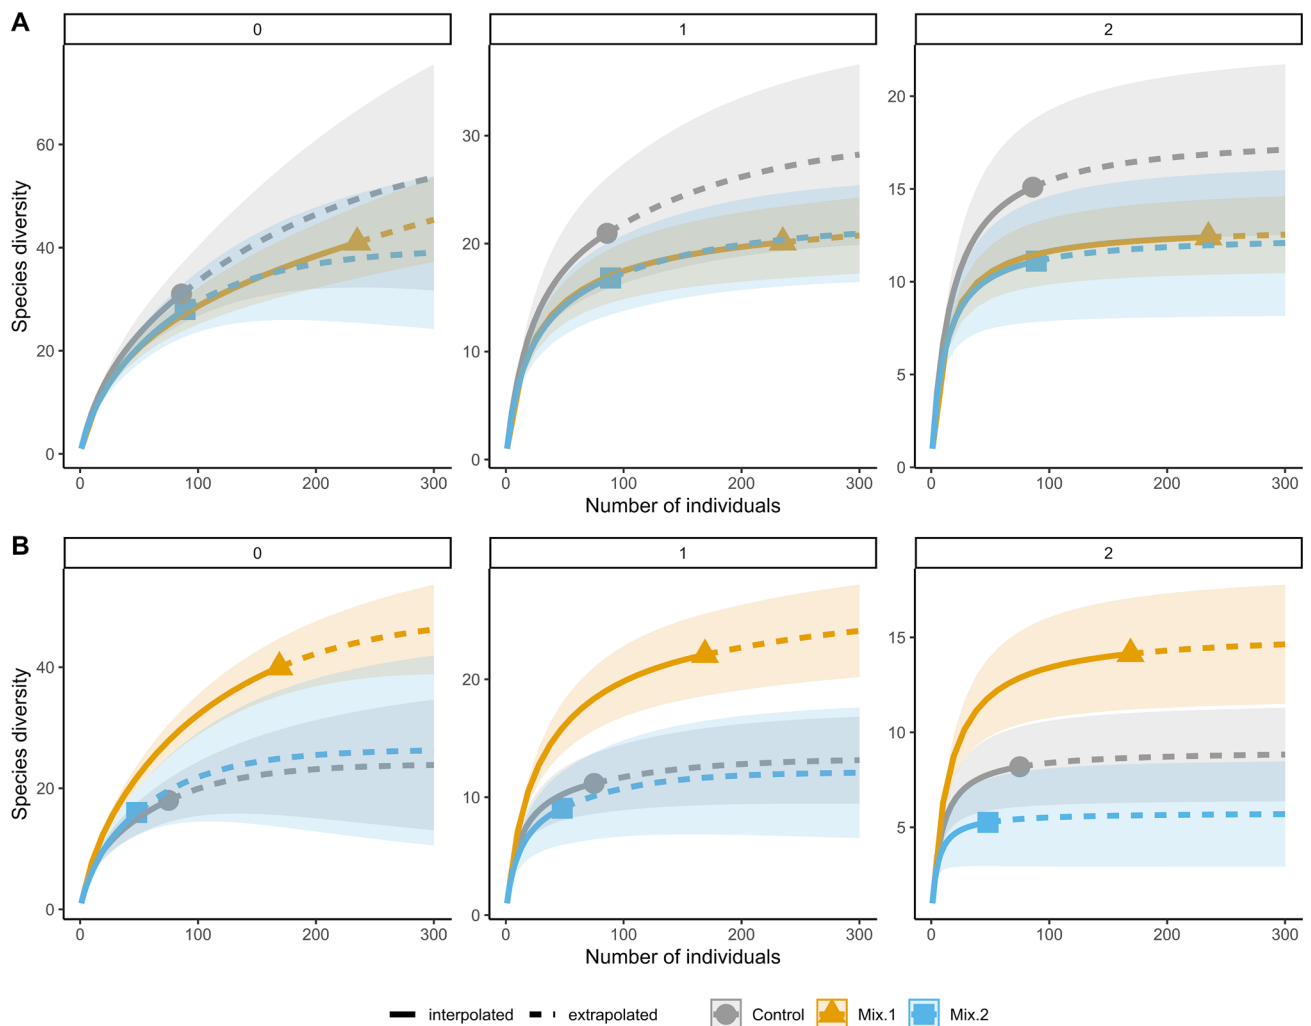 A
0
1
2
Species diversity
60
40
20
0
30
20
10
0
20
15
10
5
0
0 100 200 300
0 100 200 300
0 100 200 300
Number of individuals
B
0
1
2
Species diversity
40
20
0
20
10
0
15
10
5
0 100 200 300
0 100 200 300
0 100 200 300
Number of individuals
interpolated extrapolated Control Mix.1 Mix.2